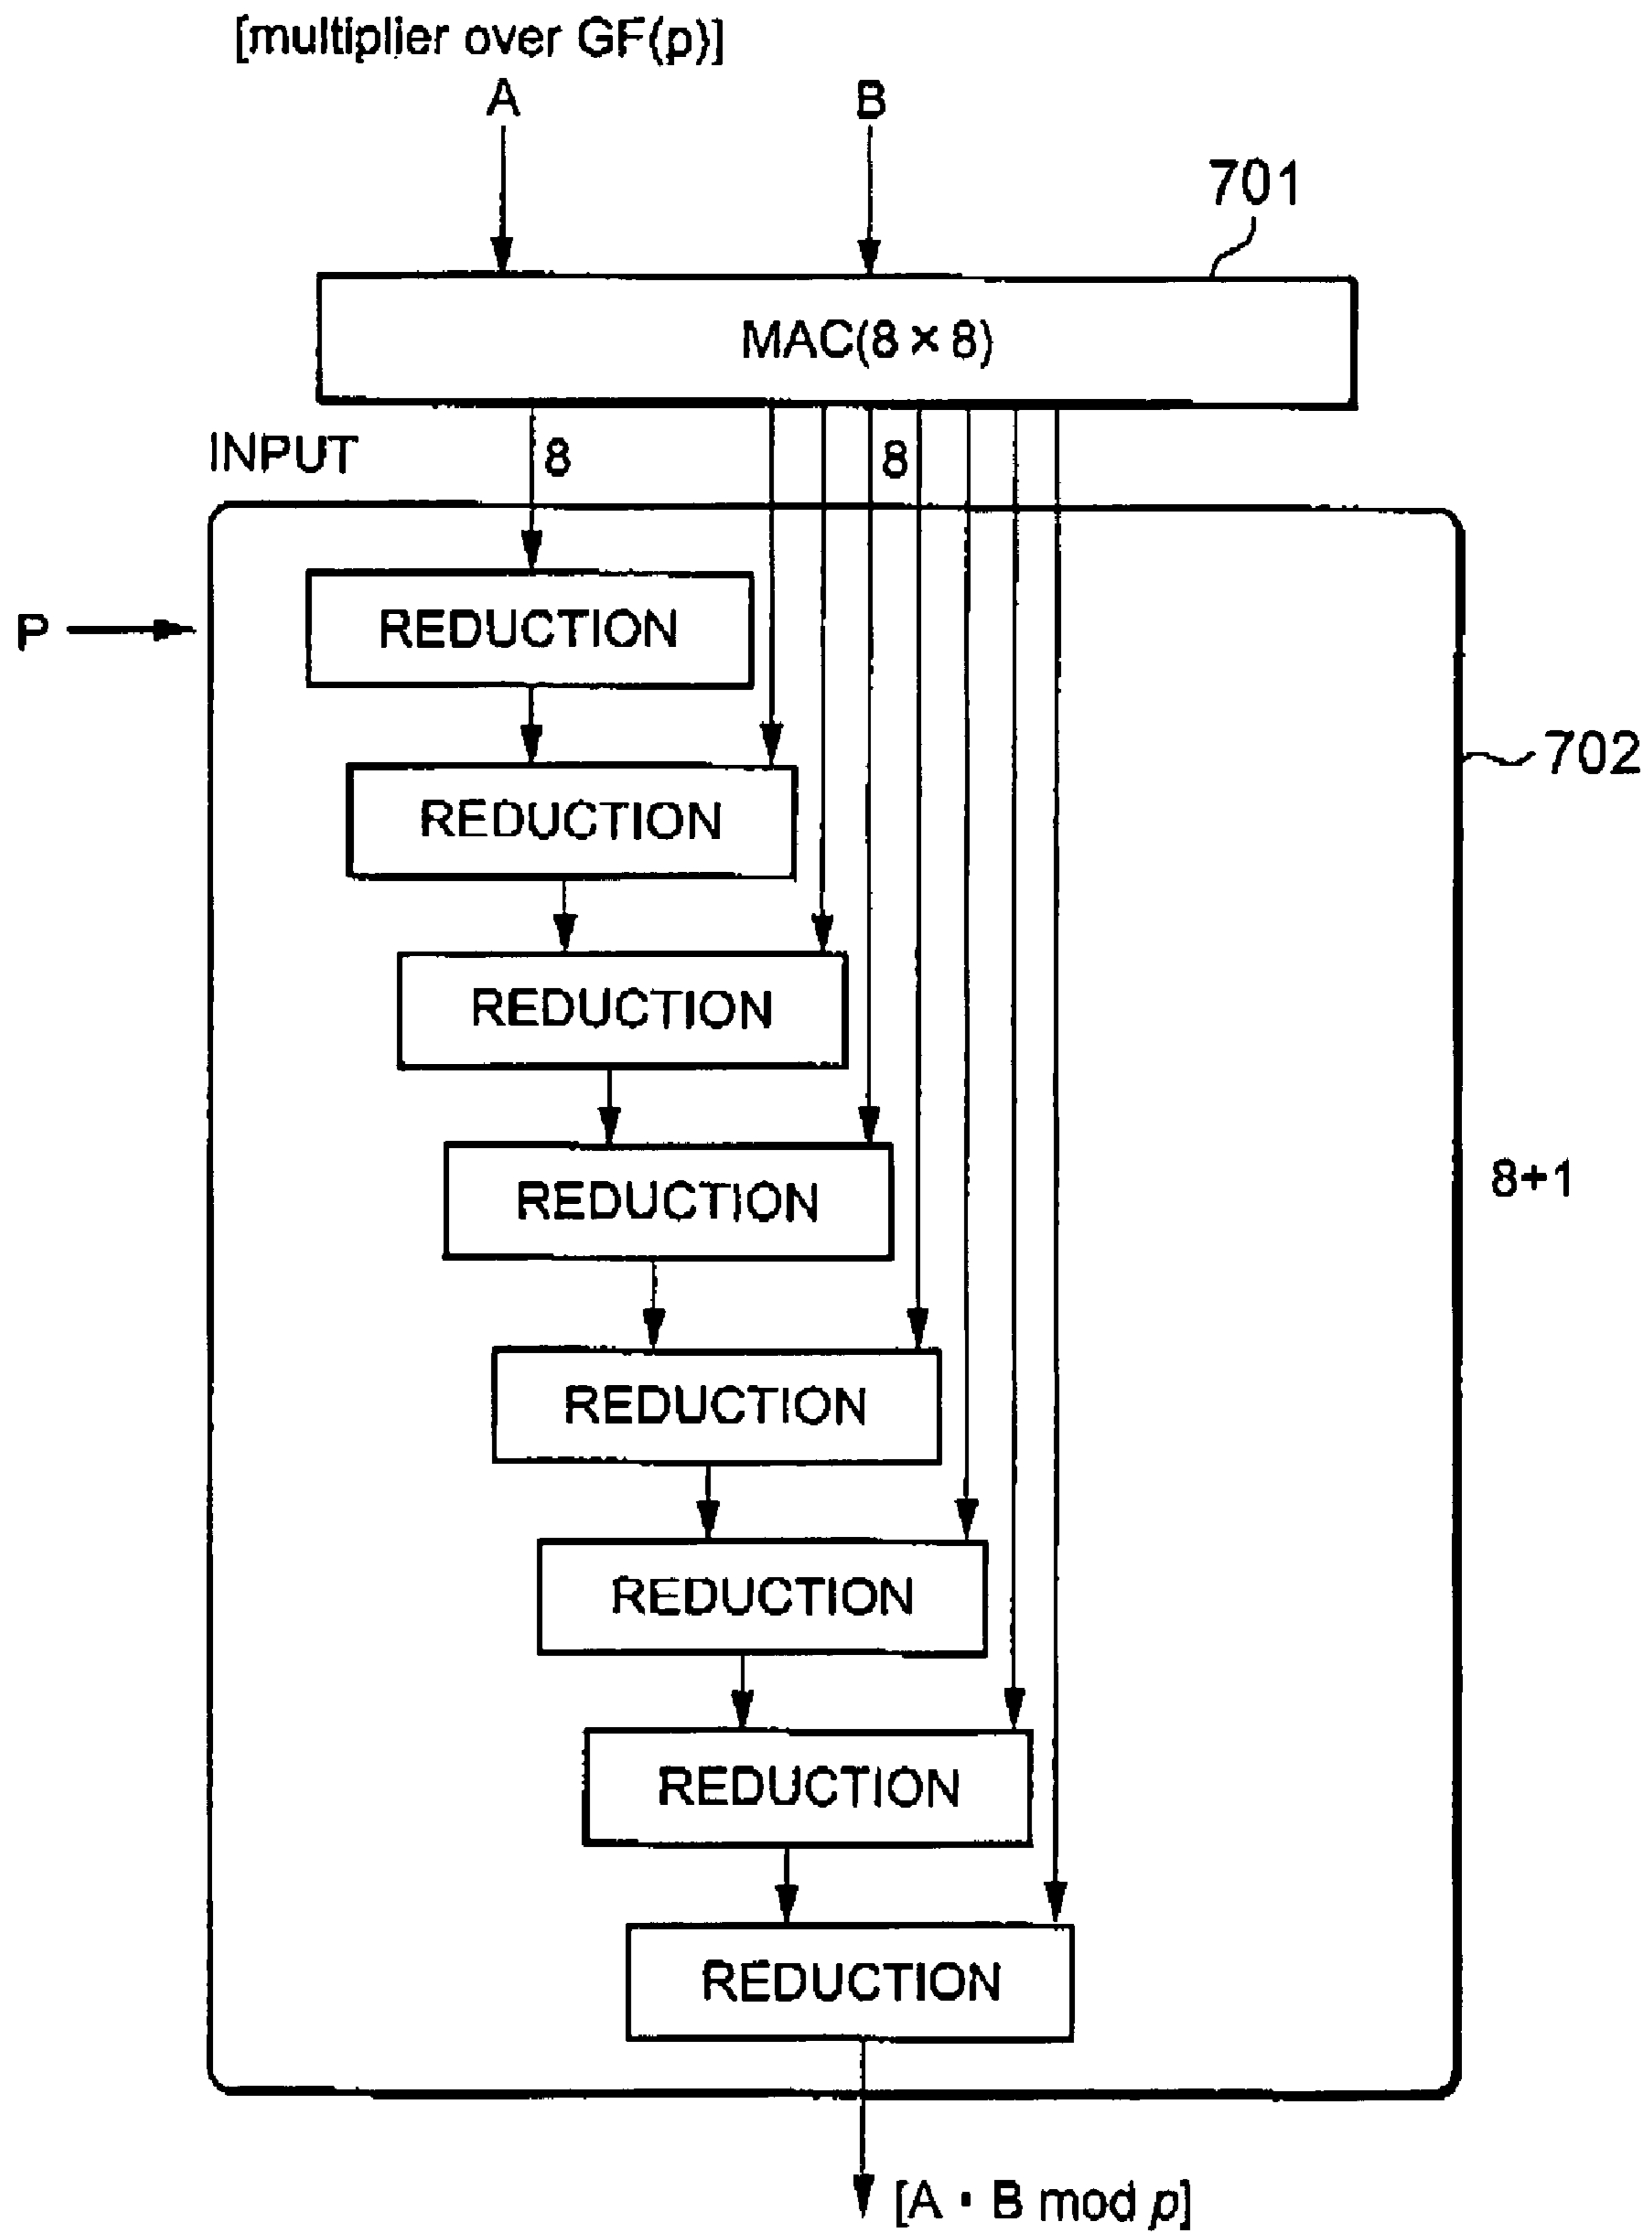 [multiplier over GF(p)]
A B
701
MAC(8 × 8)
INPUT 8 8
P
REDUCTION
REDUCTION
702
REDUCTION
REDUCTION
8+1
REDUCTION
REDUCTION
REDUCTION
REDUCTION
[A・B mod p]